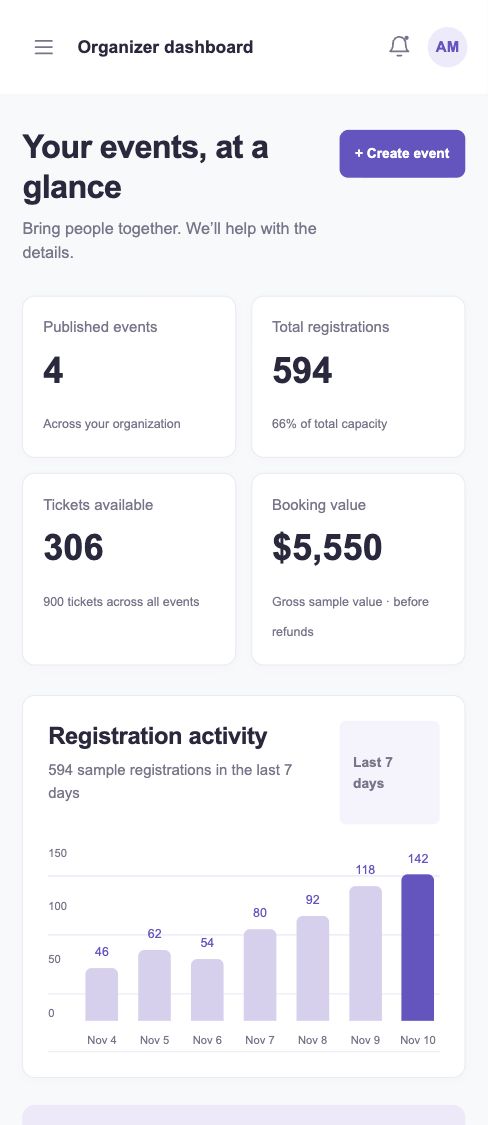 Organizer dashboard
AM
Your events, at a
glance
+ Create event
Bring people together. We’ll help with the
details.
Published events
4
Across your organization
Total registrations
594
66% of total capacity
Tickets available
306
900 tickets across all events
Booking value
$5,550
Gross sample value · before
refunds
Registration activity
594 sample registrations in the last 7
days
Last 7
days
150
100
50
0
46
62
54
80
92
118
142
Nov 4
Nov 5
Nov 6
Nov 7
Nov 8
Nov 9
Nov 10